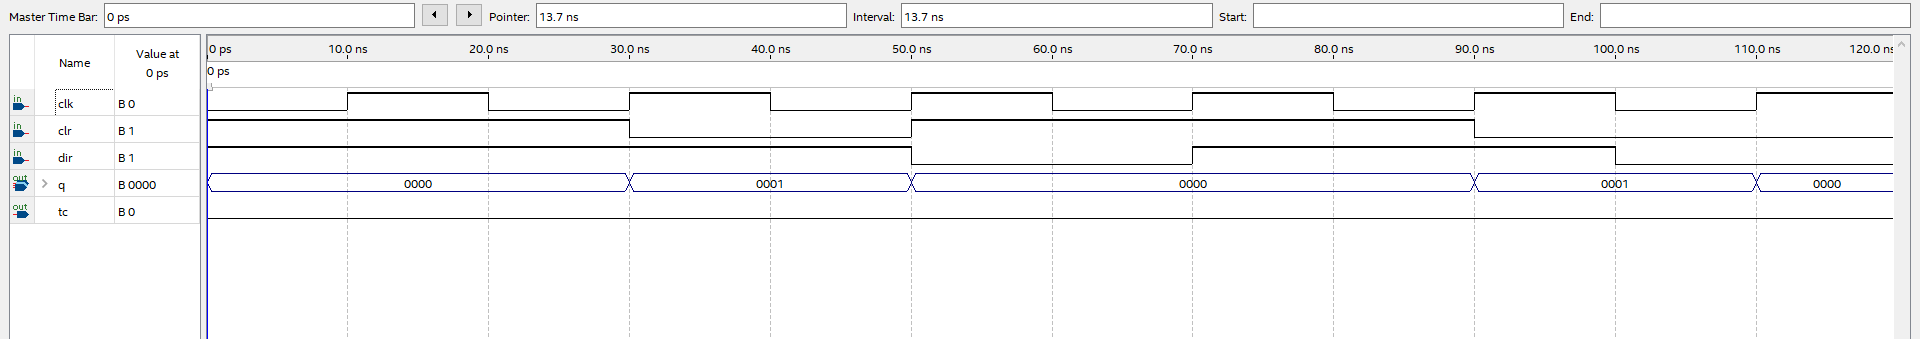 Master Time Bar: 0 ps Pointer: 13.7 ns Interval: 13.7 ns Start: End:
Name Value at 0 ps
0 ps 10.0 ns 20.0 ns 30.0 ns 40.0 ns 50.0 ns 60.0 ns 70.0 ns 80.0 ns 90.0 ns 100.0 ns 110.0 ns 120.0 ns
0 ps
in clk B 0
in clr B 1
in dir B 1
out q B 0000 0000 0001 0000 0001 0000
out tc B 0